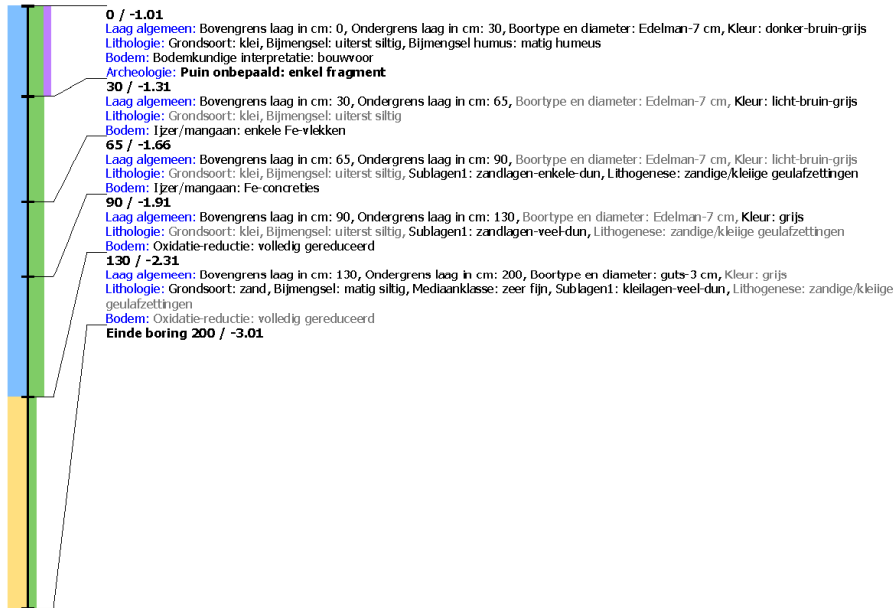 0 / -1.01
Laag algemeen: Bovengrens laag in cm: 0, Ondergrens laag in cm: 30, Boortype en diameter: Edelman-7 cm, Kleur: donker-bruin-grijs
Lithologie: Grondsoort: klei, Bijmengsel: uiterst siltig, Bijmengsel humus: matig humeus
Bodem: Bodemkundige interpretatie: bouwvoor
Archeologie: Puin onbepaald: enkel fragment
30 / -1.31
Laag algemeen: Bovengrens laag in cm: 30, Ondergrens laag in cm: 65, Boortype en diameter: Edelman-7 cm, Kleur: licht-bruin-grijs
Lithologie: Grondsoort: klei, Bijmengsel: uiterst siltig
Bodem: Ijzer/mangaan: enkele Fe-vlekken
65 / -1.66
Laag algemeen: Bovengrens laag in cm: 65, Ondergrens laag in cm: 90, Boortype en diameter: Edelman-7 cm, Kleur: licht-bruin-grijs
Lithologie: Grondsoort: klei, Bijmengsel: uiterst siltig, Sublagen1: zandlagen-enkele-dun, Lithogenese: zandige/kleiige geulafzettingen
Bodem: Ijzer/mangaan: Fe-concreties
90 / -1.91
Laag algemeen: Bovengrens laag in cm: 90, Ondergrens laag in cm: 130, Boortype en diameter: Edelman-7 cm, Kleur: grijs
Lithologie: Grondsoort: klei, Bijmengsel: uiterst siltig, Sublagen1: zandlagen-veel-dun, Lithogenese: zandige/kleiige geulafzettingen
Bodem: Oxidatie-reductie: volledig gereduceerd
130 / -2.31
Laag algemeen: Bovengrens laag in cm: 130, Ondergrens laag in cm: 200, Boortype en diameter: guts-3 cm, Kleur: grijs
Lithologie: Grondsoort: zand, Bijmengsel: matig siltig, Mediaanklasse: zeer fijn, Sublagen1: kleilagen-veel-dun, Lithogenese: zandige/kleiige
geulafzettingen
Bodem: Oxidatie-reductie: volledig gereduceerd
Einde boring 200 / -3.01